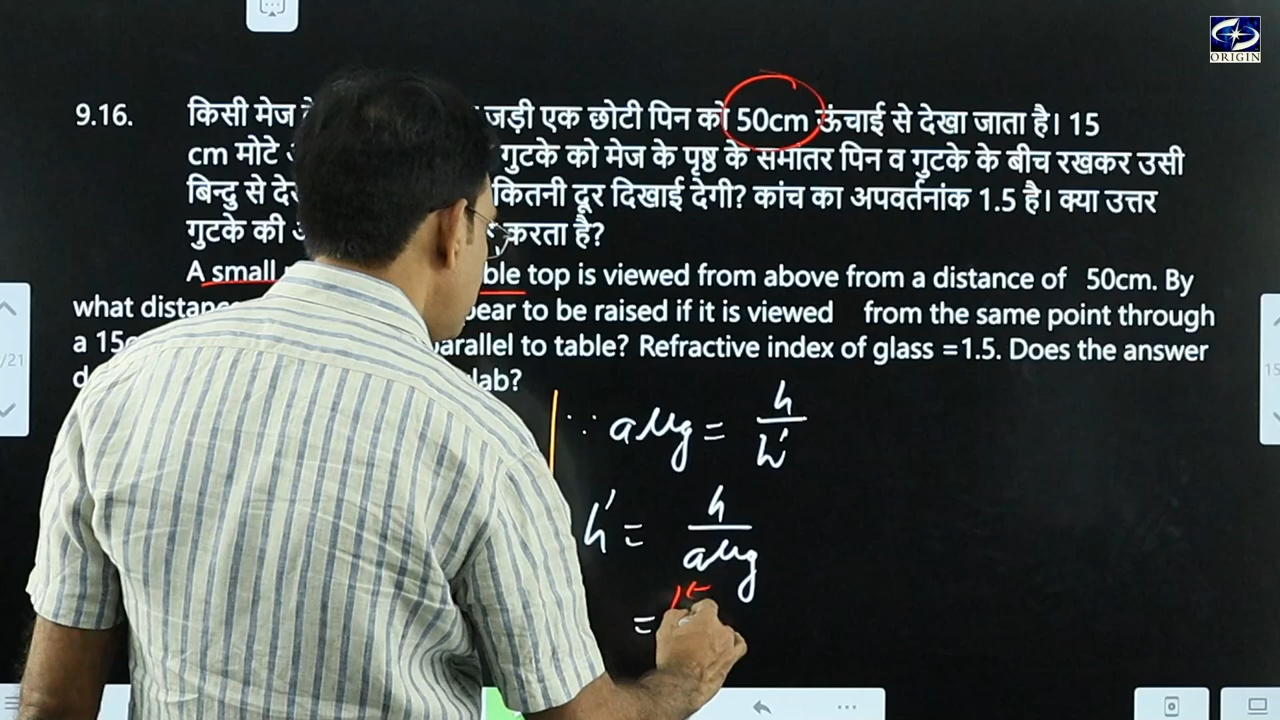 ORIGIN
9.16. किसी मेज जड़ी एक छोटी पिन को 50cm ऊंचाई से देखा जाता है। 15
cm मोटे गुटके को मेज के पृष्ठ के समांतर पिन व गुटके के बीच रखकर उसी
बिन्दु से कितनी दूर दिखाई देगी? कांच का अपवर्तनांक 1.5 है। क्या उत्तर
गुटके की करता है?
A small top is viewed from above from a distance of 50cm. By
what to be raised if it is viewed from the same point through
a parallel to table? Refractive index of glass =1.5. Does the answer
∵ aμg = h/h'
h' = h/aμg
=
/21
15